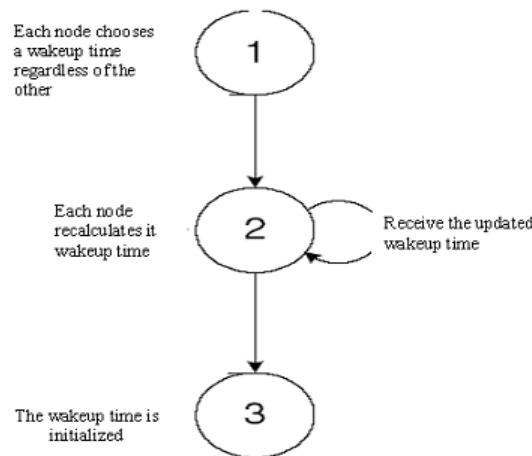 Each node chooses
a wakeup time
regardless of the
other
1
Each node
recalculates it
wakeup time
2
Receive the updated
wakeup time
3
The wakeup time is
initialized